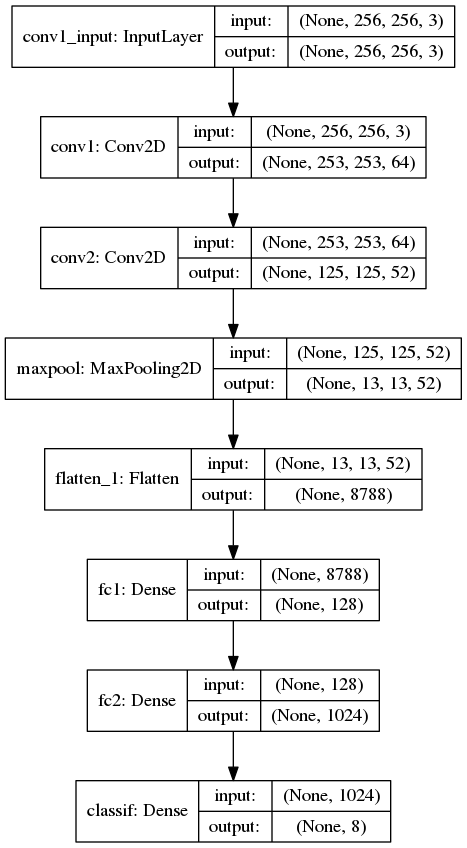 conv1_input: InputLayer
input: (None, 256, 256, 3)
output: (None, 256, 256, 3)
conv1: Conv2D
input: (None, 256, 256, 3)
output: (None, 253, 253, 64)
conv2: Conv2D
input: (None, 253, 253, 64)
output: (None, 125, 125, 52)
maxpool: MaxPooling2D
input: (None, 125, 125, 52)
output: (None, 13, 13, 52)
flatten_1: Flatten
input: (None, 13, 13, 52)
output: (None, 8788)
fc1: Dense
input: (None, 8788)
output: (None, 128)
fc2: Dense
input: (None, 128)
output: (None, 1024)
classif: Dense
input: (None, 1024)
output: (None, 8)